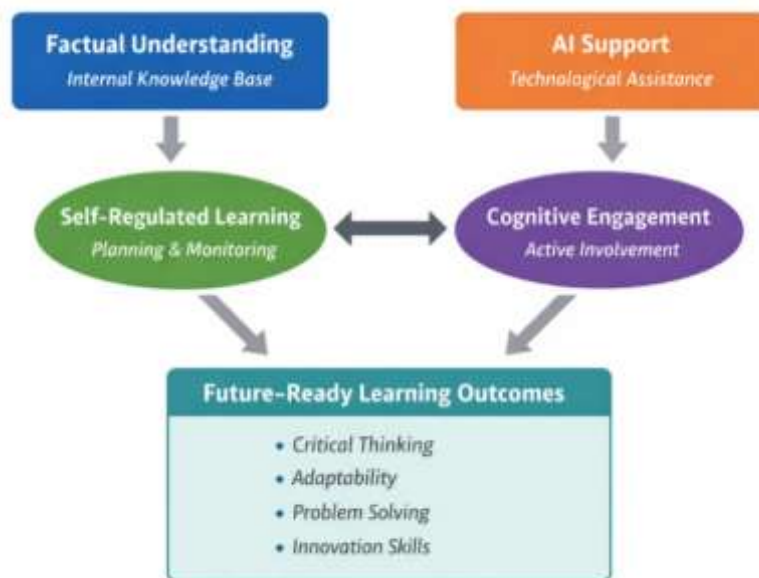 Factual Understanding
Internal Knowledge Base
AI Support
Technological Assistance
Self-Regulated Learning
Planning & Monitoring
Cognitive Engagement
Active Involvement
Future-Ready Learning Outcomes
• Critical Thinking
• Adaptability
• Problem Solving
• Innovation Skills